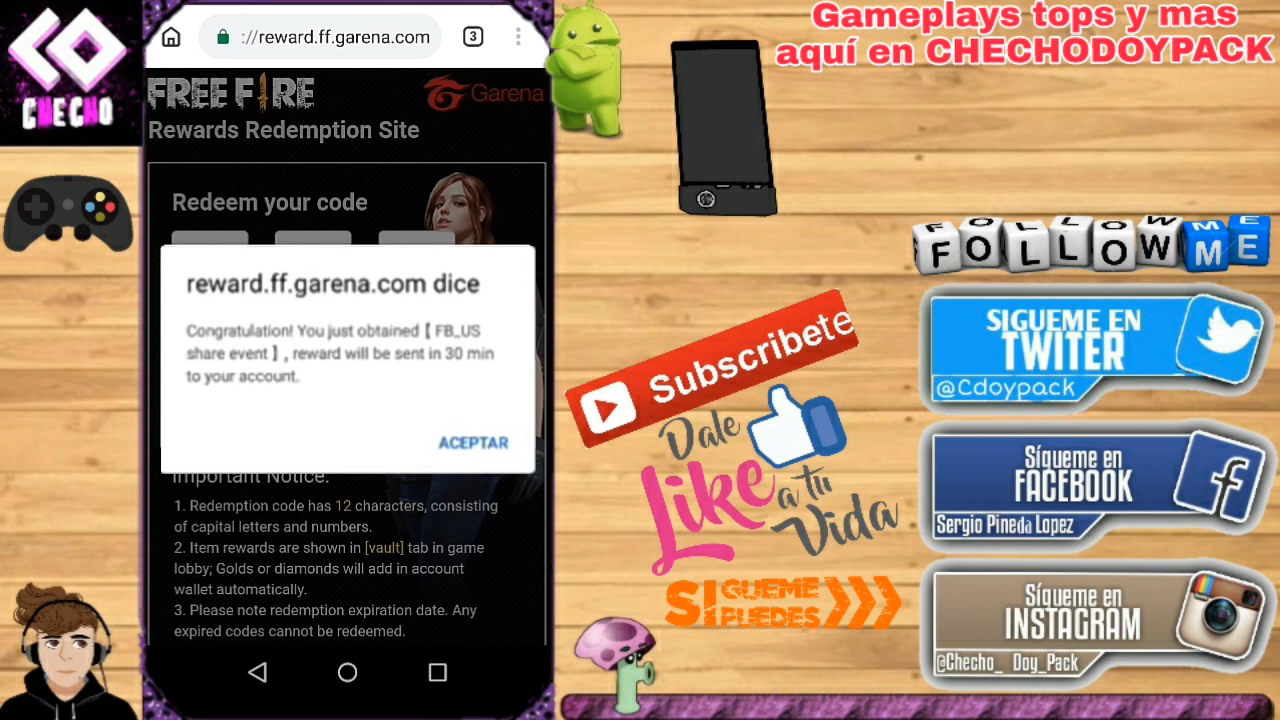 CHECHO
://reward.ff.garena.com
3
FREE FIRE
Garena
Rewards Redemption Site
Redeem your code
reward.ff.garena.com dice
Congratulation! You just obtained【 FB_US
share event 】, reward will be sent in 30 min
to your account.
ACEPTAR
Important Notice:
1. Redemption code has 12 characters, consisting
of capital letters and numbers.
2. Item rewards are shown in [vault] tab in game
lobby; Golds or diamonds will add in account
wallet automatically.
3. Please note redemption expiration date. Any
expired codes cannot be redeemed.
Gameplays tops y mas
aquí en CHECHODOYPACK
FOLLOW ME
Subscribete
Dale
Like
a tu
Vida
SIGUEME
SI PUEDES
SIGUEME EN
TWITER
@Cdoypack
Síqueme en
FACEBOOK
Sergio Pineda Lopez
Síqueme en
INSTAGRAM
@Checho_ Doy_Pack